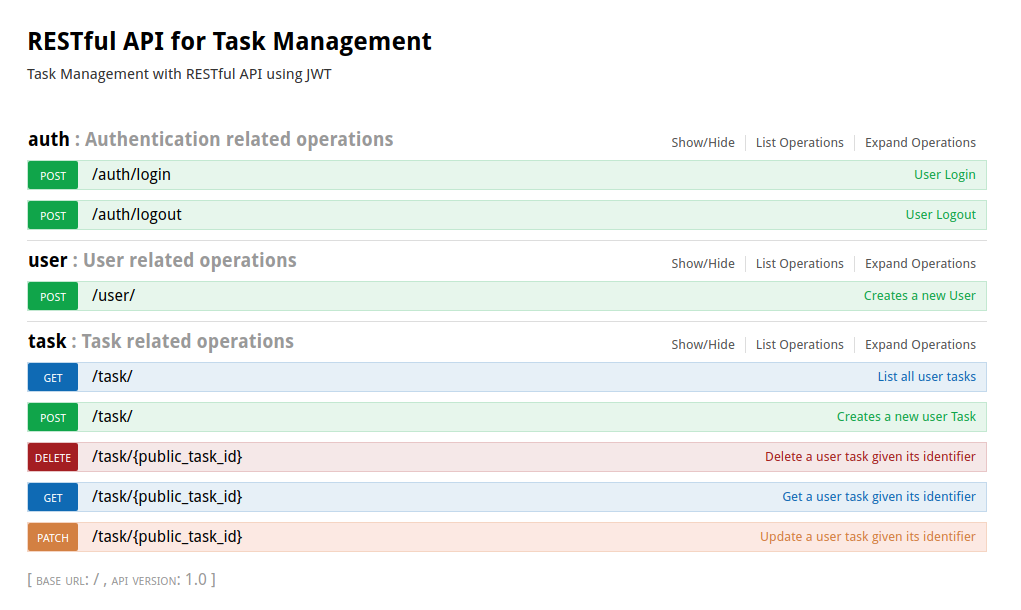 RESTful API for Task Management
Task Management with RESTful API using JWT
auth : Authentication related operations Show/Hide List Operations Expand Operations
POST /auth/login User Login
POST /auth/logout User Logout
user : User related operations Show/Hide List Operations Expand Operations
POST /user/ Creates a new User
task : Task related operations Show/Hide List Operations Expand Operations
GET /task/ List all user tasks
POST /task/ Creates a new user Task
DELETE /task/{public_task_id} Delete a user task given its identifier
GET /task/{public_task_id} Get a user task given its identifier
PATCH /task/{public_task_id} Update a user task given its identifier
[ BASE URL: / , API VERSION: 1.0 ]